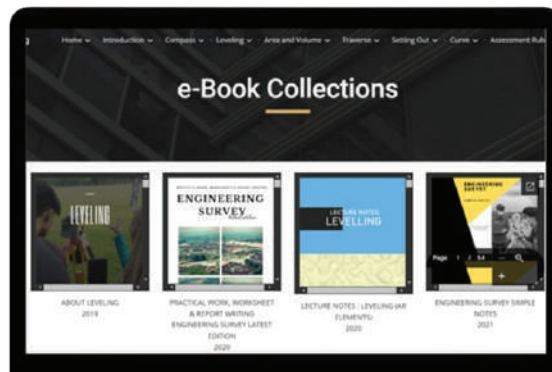 g Home Introduction Compass Leveling Area and Volume Traverse Setting Out Curve Assessment Rub
e-Book Collections
LEVELING
ENGINEERING
SURVEY
LECTURE NOTES
LEVELLING
ENGINEERING
SURVEY
Page 1 / 54
ABOUT LEVELING
2019
PRACTICAL WORK, WORKSHEET
& REPORT WRITING
ENGINEERING SURVEY LATEST
EDITION
2020
LECTURE NOTES : LEVELING (AR
ELEMENTS)
2020
ENGINEERING SURVEY SIMPLE
NOTES
2021